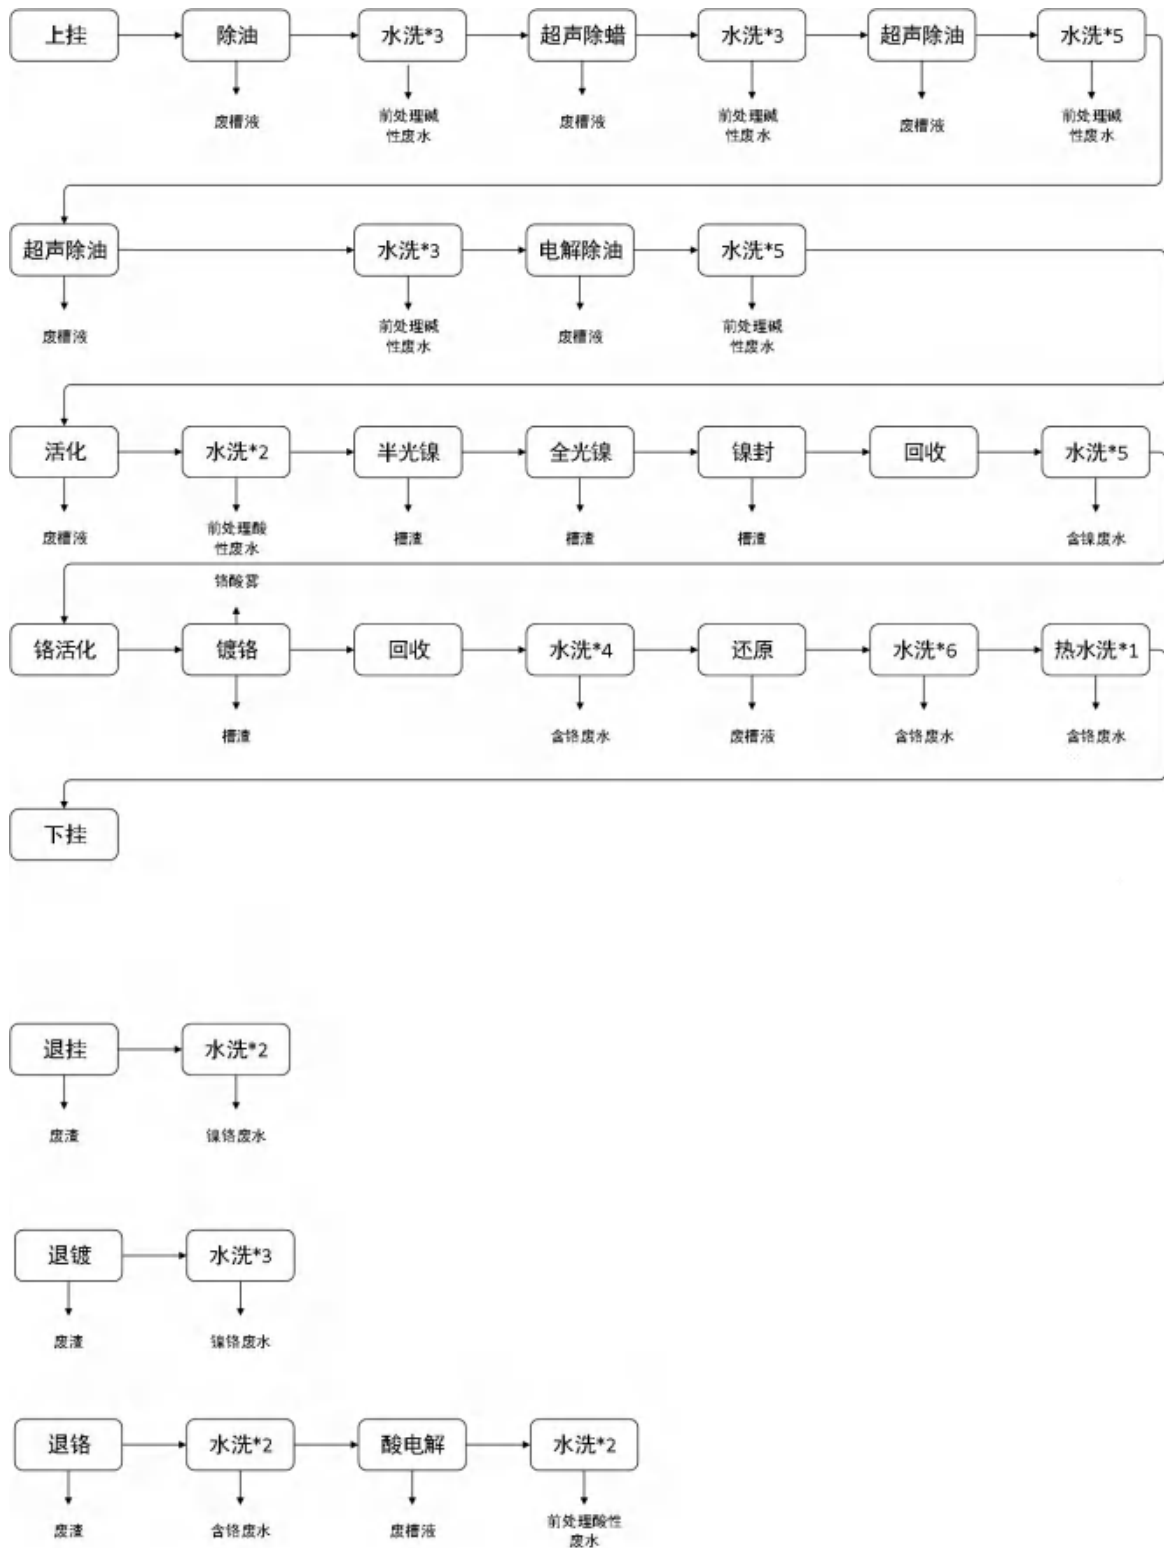 上挂
除油
水洗*3
超声除蜡
水洗*3
超声除油
水洗*5
废槽液
前处理碱
性废水
废槽液
前处理碱
性废水
废槽液
前处理碱
性废水
超声除油
水洗*3
电解除油
水洗*5
废槽液
前处理碱
性废水
废槽液
前处理碱
性废水
活化
水洗*2
半光镍
全光镍
镍封
回收
水洗*5
废槽液
前处理酸
性废水
槽渣
槽渣
槽渣
含镍废水
铬酸雾
铬活化
镀铬
回收
水洗*4
还原
水洗*6
热水洗*1
槽渣
含铬废水
废槽液
含铬废水
含铬废水
下挂
退挂
水洗*2
废渣
镍铬废水
退镀
水洗*3
废渣
镍铬废水
退铬
水洗*2
酸电解
水洗*2
废渣
含铬废水
废槽液
前处理酸性
废水